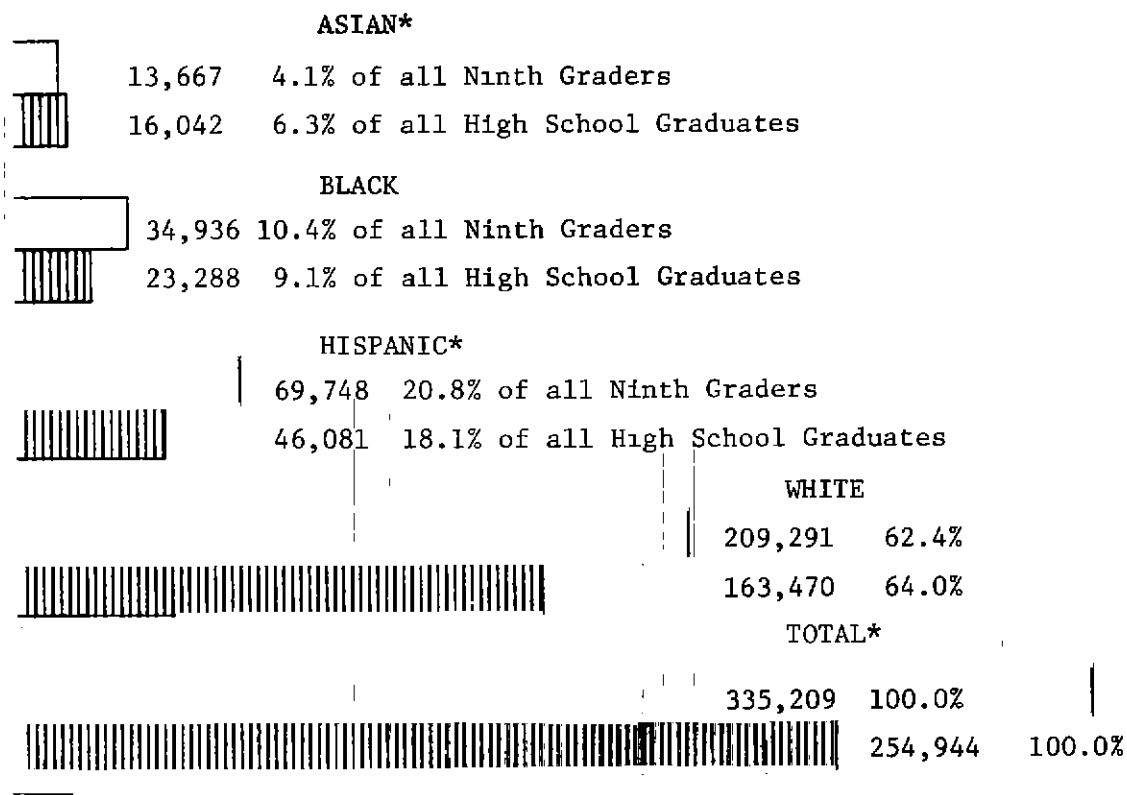 ASIAN*
13,667 4.1% of all Ninth Graders
16,042 6.3% of all High School Graduates
BLACK
34,936 10.4% of all Ninth Graders
23,288 9.1% of all High School Graduates
HISPANIC*
69,748 20.8% of all Ninth Graders
46,081 18.1% of all High School Graduates
WHITE
209,291 62.4%
163,470 64.0%
TOTAL*
335,209 100.0%
254,944 100.0%